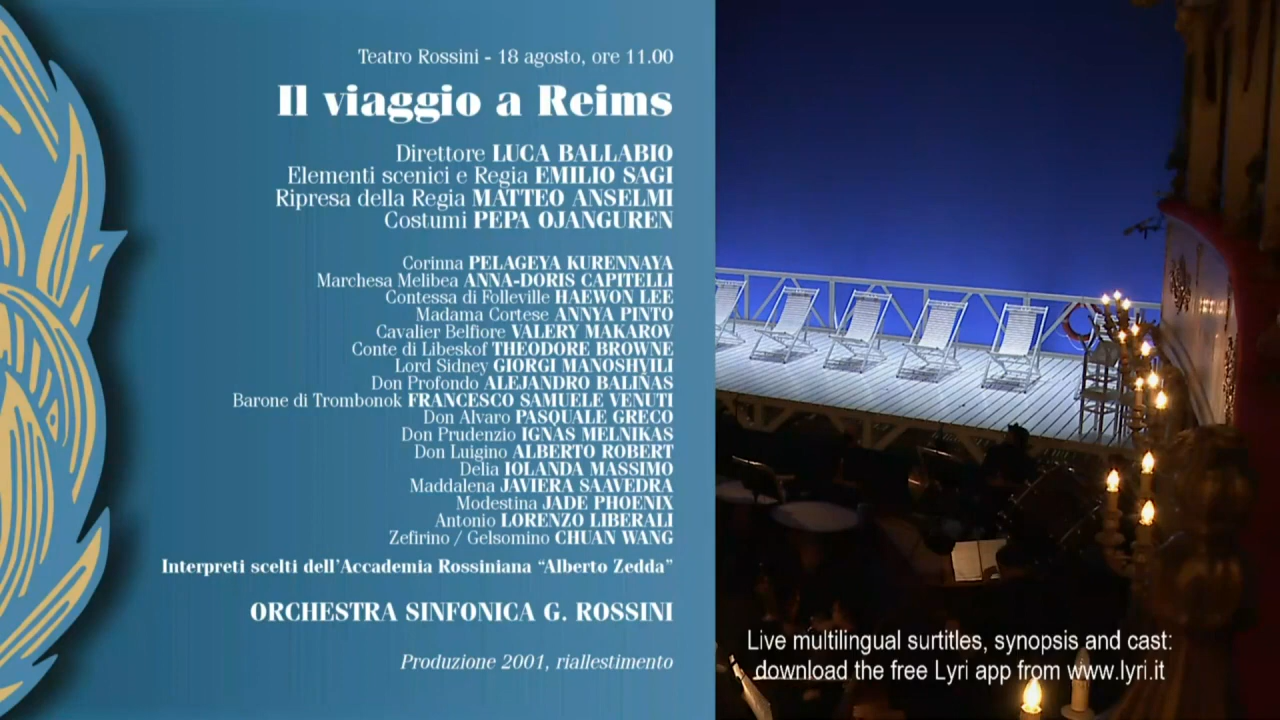 Teatro Rossini - 18 agosto, ore 11.00
Il viaggio a Reims
Direttore LUCA BALLABIO
Elementi scenici e Regia EMILIO SAGI
Ripresa della Regia MATTEO ANSELMI
Costumi PEPA OJANGUREN
Corinna PELAGEYA KURENNAYA
Marchesa Melibea ANNA-DORIS CAPITELLI
Contessa di Folleville HAEWON LEE
Madama Cortese ANNYA PINTO
Cavalier Belfiore VALERY MAKAROV
Conte di Libeskof THEODORE BROWNE
Lord Sidney GIORGI MANOSHVILI
Don Profondo ALEJANDRO BALIÑAS
Barone di Trombonok FRANCESCO SAMUELE VENUTI
Don Alvaro PASQUALE GRECO
Don Prudenzio IGNAS MELNIKAS
Don Luigino ALBERTO ROBERT
Delia IOLANDA MASSIMO
Maddalena JAVIERA SAAVEDRA
Modestina JADE PHOENIX
Antonio LORENZO LIBERALI
Zefirino / Gelsomino CHUAN WANG
Interpreti scelti dell'Accademia Rossiniana “Alberto Zedda”
ORCHESTRA SINFONICA G. ROSSINI
Produzione 2001, riallestimento
Live multilingual surtitles, synopsis and cast:
download the free Lyri app from www.lyri.it